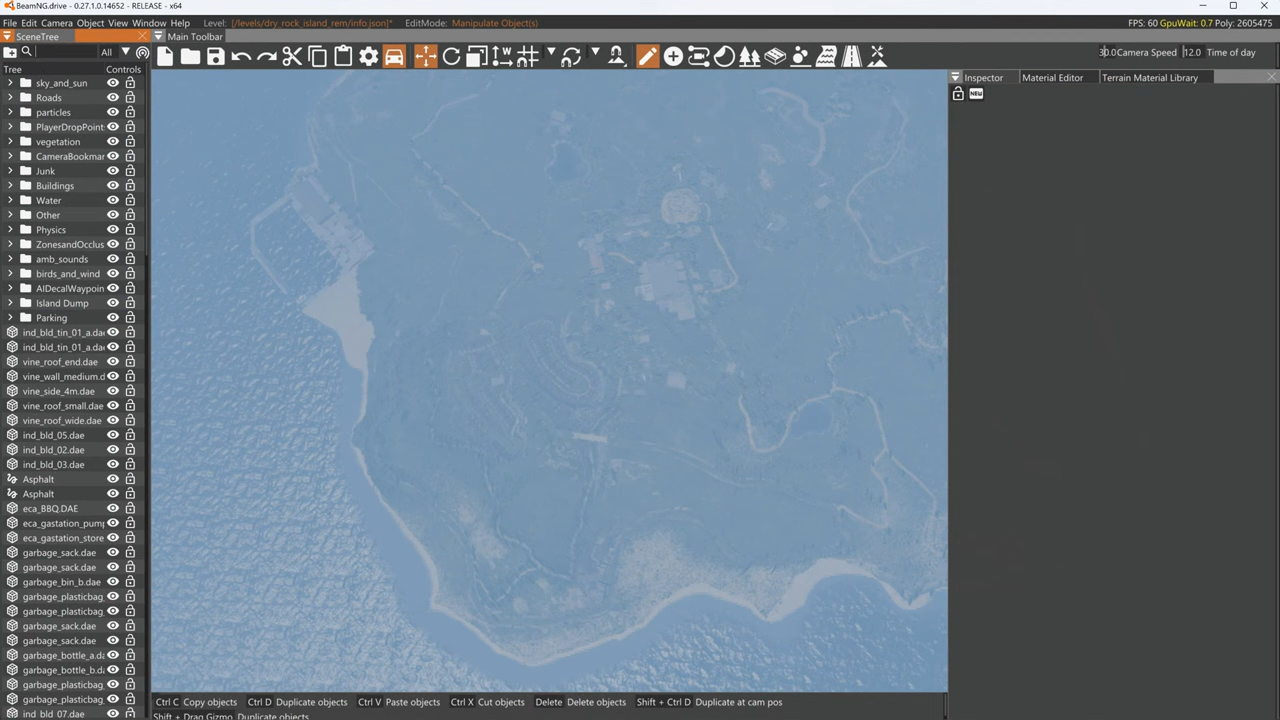 BeamNG.drive - 0.27.1.0.14652 - RELEASE - x64
File Edit Camera Object View Window Help Level: [/levels/dry_rock_island_rem/info.json]* EditMode: Manipulate Object(s) FPS: 60 GpuWait: 0.7 Poly: 2605475
SceneTree Main Toolbar
All 30.0 Camera Speed 12.0 Time of day
Tree Controls
Inspector Material Editor Terrain Material Library
NEW
sky_and_sun
Roads
particles
PlayerDropPoint
vegetation
CameraBookmar
Junk
Buildings
Water
Other
Physics
ZonesandOcclus
amb_sounds
birds_and_wind
AIDecalWaypoin
Island Dump
Parking
ind_bld_tin_01_a.dae
ind_bld_tin_01_a.dae
vine_roof_end.dae
vine_wall_medium.d
vine_side_4m.dae
vine_roof_small.dae
vine_roof_wide.dae
ind_bld_05.dae
ind_bld_02.dae
ind_bld_03.dae
Asphalt
Asphalt
eca_BBQ.DAE
eca_gastation_pump
eca_gastation_store
garbage_sack.dae
garbage_sack.dae
garbage_bin_b.dae
garbage_plasticbag_
garbage_plasticbag_
garbage_sack.dae
garbage_sack.dae
garbage_bottle_a.da
garbage_bottle_b.da
garbage_plasticbag_
garbage_plasticbag_
ind_bld_07.dae
Ctrl C Copy objects Ctrl D Duplicate objects Ctrl V Paste objects Ctrl X Cut objects Delete Delete objects Shift + Ctrl D Duplicate at cam pos
Shift + Drag Gizmo Duplicate objects